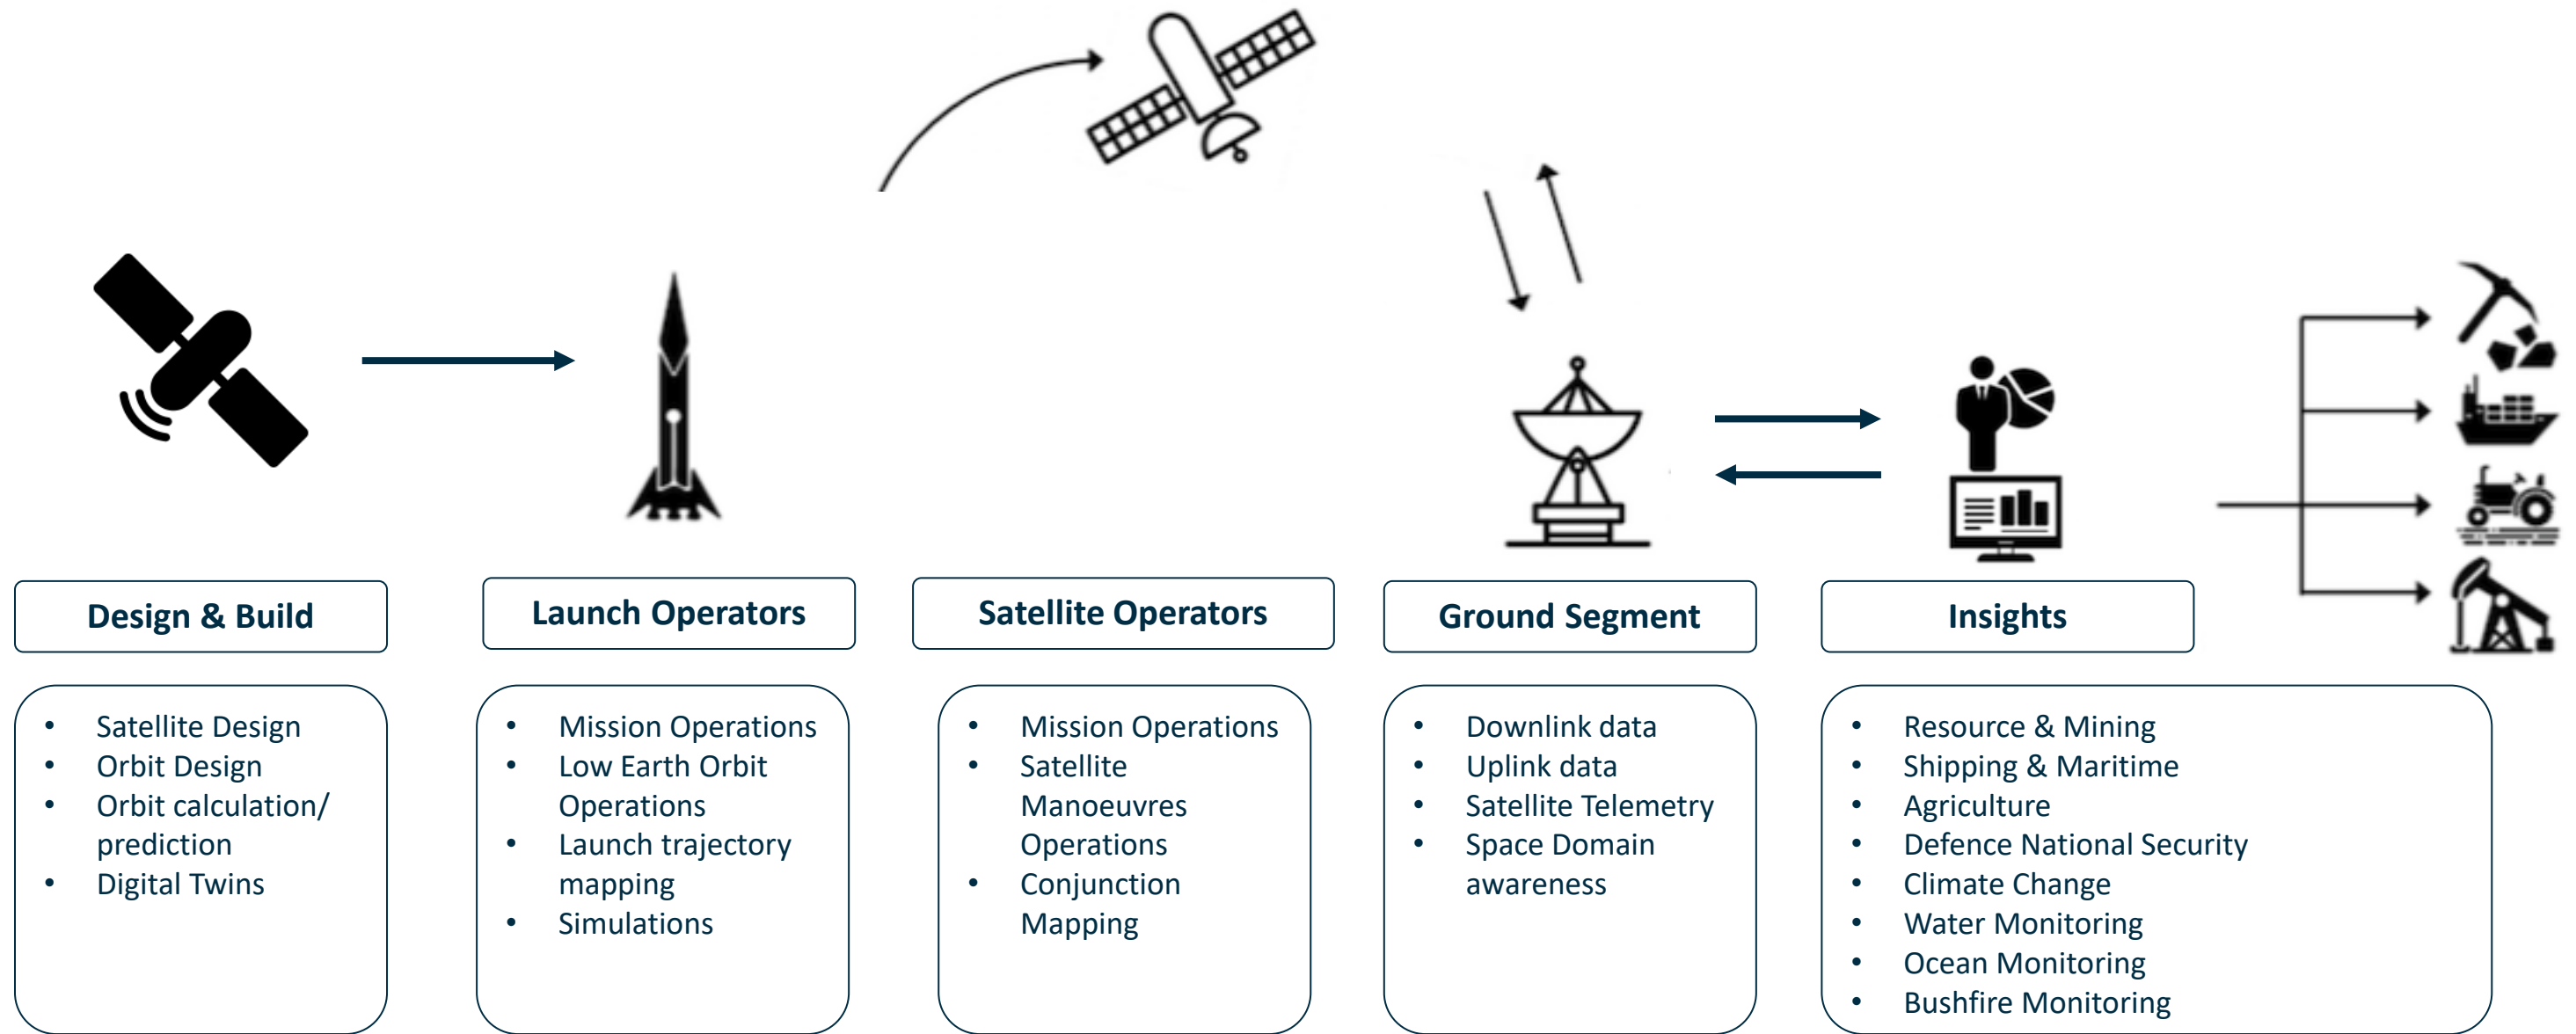 Design & Build
Launch Operators
Satellite Operators
Ground Segment
Insights
• Satellite Design
• Orbit Design
• Orbit calculation/
prediction
• Digital Twins
• Mission Operations
• Low Earth Orbit
Operations
• Launch trajectory
mapping
• Simulations
• Mission Operations
• Satellite
Manoeuvres
Operations
• Conjunction
Mapping
• Downlink data
• Uplink data
• Satellite Telemetry
• Space Domain
awareness
• Resource & Mining
• Shipping & Maritime
• Agriculture
• Defence National Security
• Climate Change
• Water Monitoring
• Ocean Monitoring
• Bushfire Monitoring